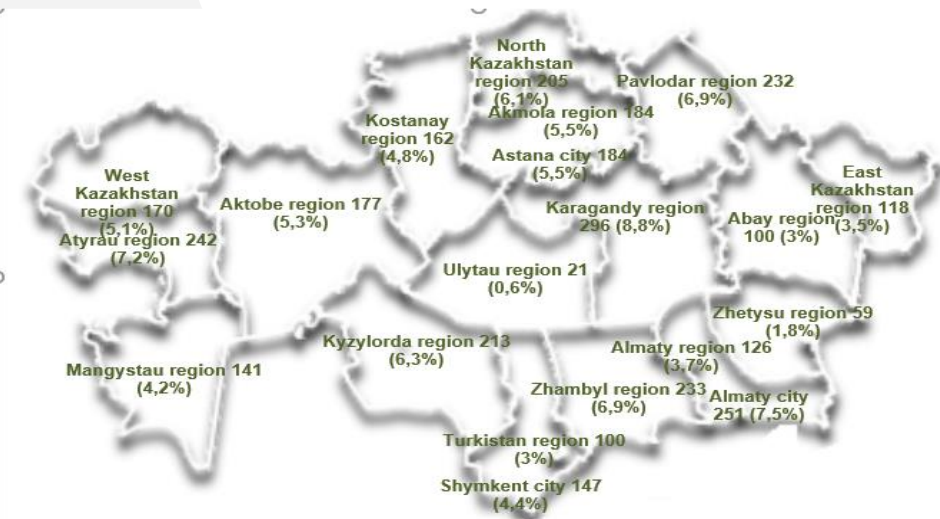 North
Kazakhstan
region 205
(6,1%)
Pavlodar region 232
(6,9%)
Akmola region 184
(5,5%)
Kostanay
region 162
(4,8%)
Astana city 184
(5,5%)
West
Kazakhstan
region 170
(5,1%)
Atyrau region 242
(7,2%)
Aktobe region 177
(5,3%)
Karagandy region
296 (8,8%)
Abay region
100 (3%)
East
Kazakhstan
region 118
(3,5%)
Ulytau region 21
(0,6%)
Zhetysu region 59
(1,8%)
Kyzylorda region 213
(6,3%)
Almaty region 126
(3,7%)
Mangystau region 141
(4,2%)
Zhambyl region 233
(6,9%)
Almaty city
251 (7,5%)
Turkistan region 100
(3%)
Shymkent city 147
(4,4%)